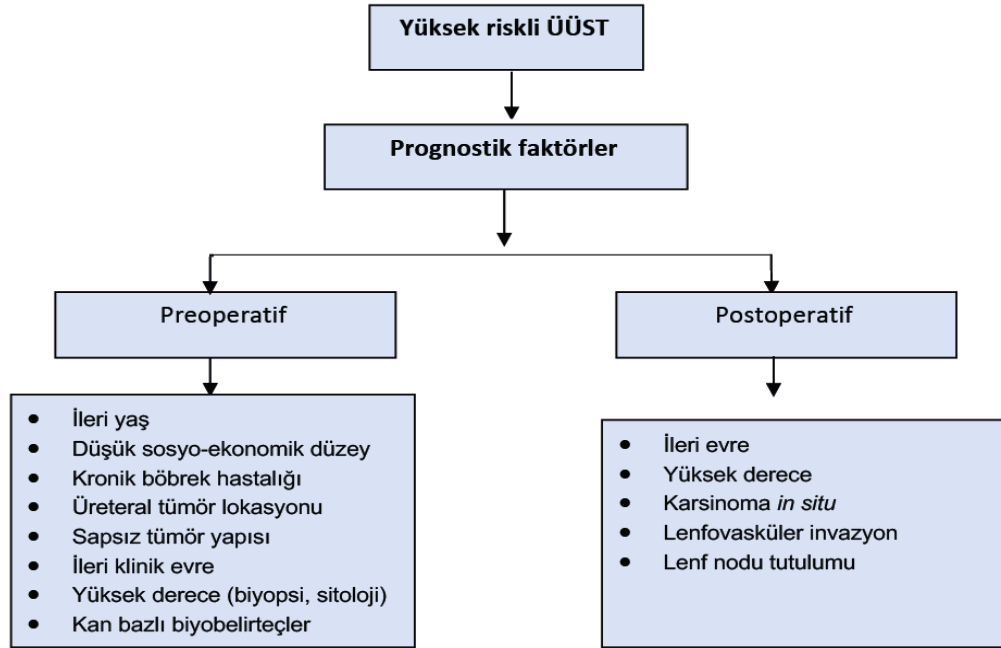 Yüksek riskli ÜÜST
Prognostik faktörler
Preoperatif
Postoperatif
• İleri yaş
• Düşük sosyo-ekonomik düzey
• Kronik böbrek hastalığı
• Üreteral tümör lokasyonu
• Sapsız tümör yapısı
• İleri klinik evre
• Yüksek derece (biyopsi, sitoloji)
• Kan bazlı biyobelirteçler
• İleri evre
• Yüksek derece
• Karsinoma in situ
• Lenfovasküler invazyon
• Lenf nodu tutulumu